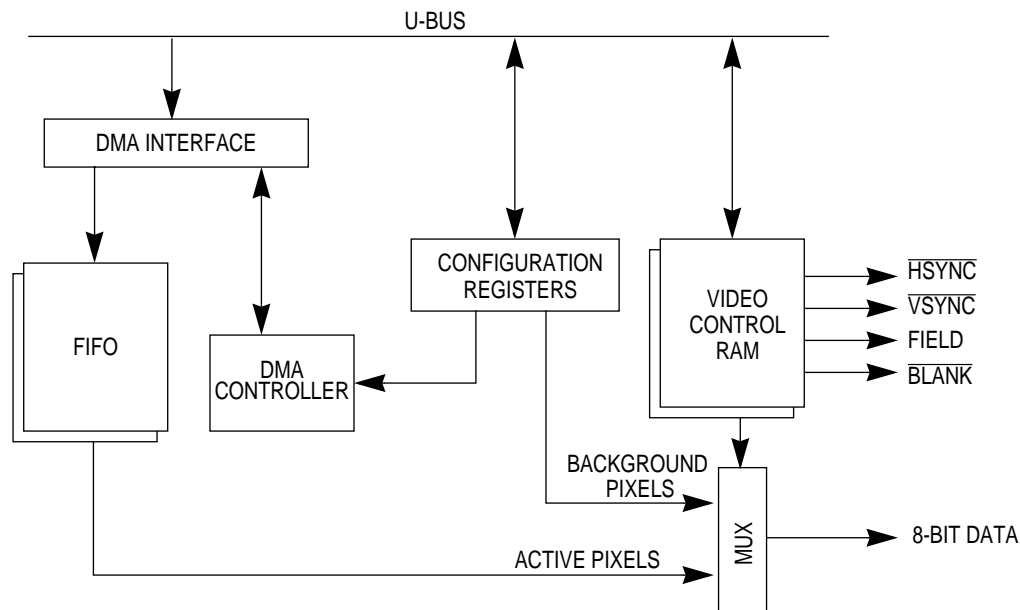 U-BUS
DMA INTERFACE
FIFO
DMA
CONTROLLER
CONFIGURATION
REGISTERS
VIDEO
CONTROL
RAM
HSYNC
VSYNC
FIELD
BLANK
BACKGROUND
PIXELS
ACTIVE PIXELS
MUX
8-BIT DATA